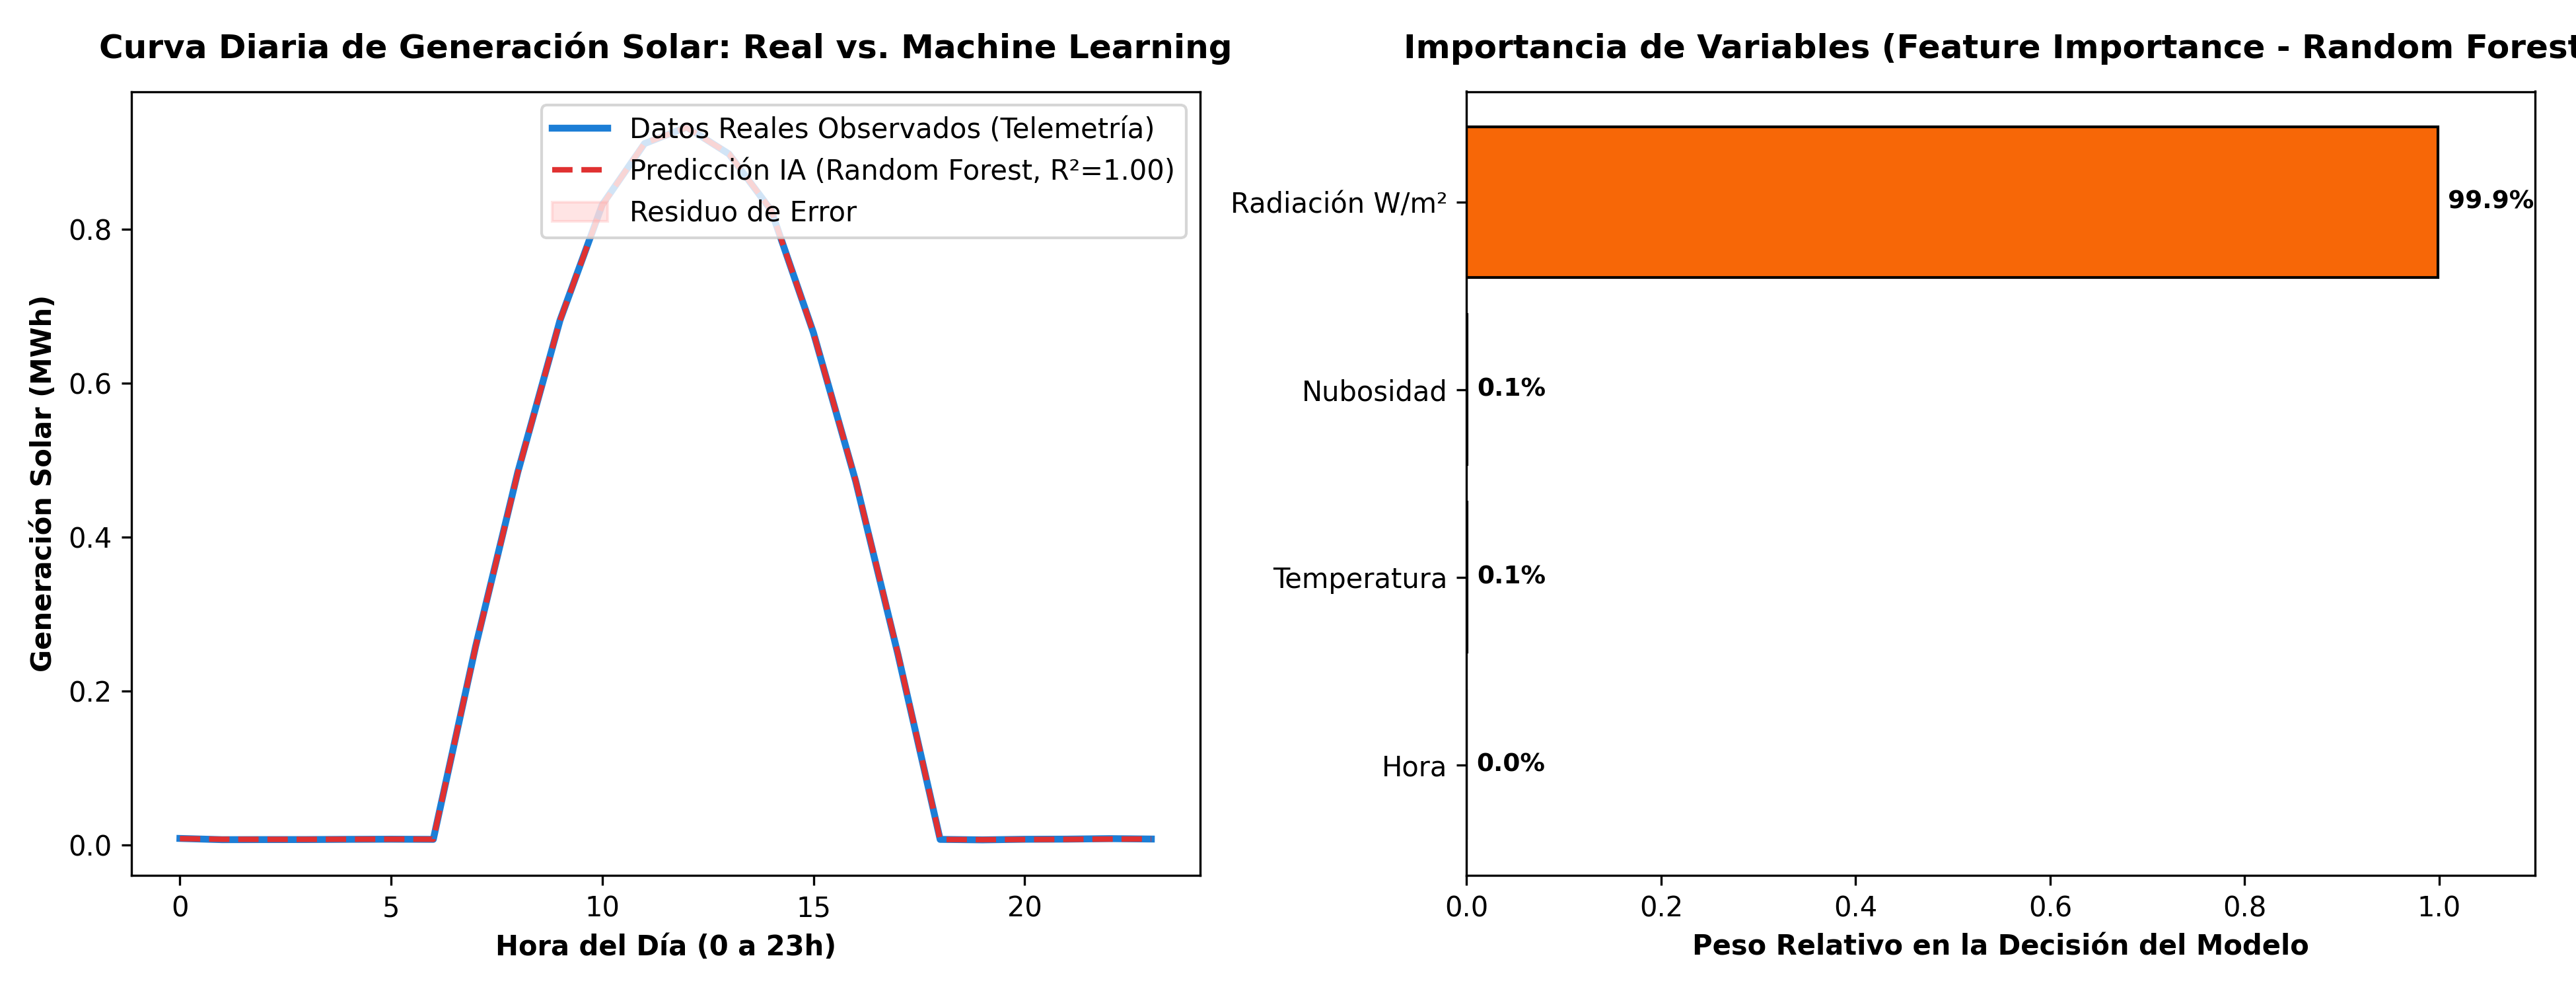 Curva Diaria de Generación Solar: Real vs. Machine Learning
Datos Reales Observados (Telemetría)
Predicción IA (Random Forest, R²=1.00)
Residuo de Error
Generación Solar (MWh)
0.8
0.6
0.4
0.2
0.0
0 5 10 15 20
Hora del Día (0 a 23h)
Importancia de Variables (Feature Importance - Random Forest
Radiación W/m² 99.9%
Nubosidad 0.1%
Temperatura 0.1%
Hora 0.0%
0.0 0.2 0.4 0.6 0.8 1.0
Peso Relativo en la Decisión del Modelo